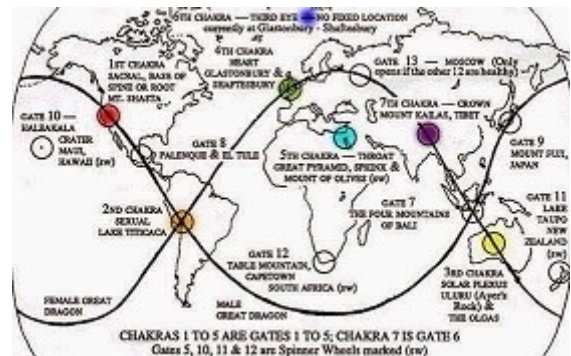 6TH CHAKRA — THIRD EYE — NO FIXED LOCATION
currently at Glastonbury - Shaftesbury
1ST CHAKRA
SACRAL, BASE OF
SPINE OR ROOT
MT. SHASTA
4TH CHAKRA
HEART
GLASTONBURY &
SHAFTESBURY
GATE 13 — MOSCOW (Only
opens if the other 12 are healthy)
7TH CHAKRA — CROWN
MOUNT KAILAS, TIBET
GATE 10 —
HALEAKALA
CRATER
MAUI,
HAWAII (sw)
GATE 8
PALENQUE & EL TULE
5TH CHAKRA — THROAT
GREAT PYRAMID, SPHINX &
MOUNT OF OLIVES (sw)
GATE 9
MOUNT FUJI,
JAPAN
2ND CHAKRA
SEXUAL
LAKE TITICACA
GATE 7
THE FOUR MOUNTAINS
OF BALI
GATE 11
LAKE
TAUPO
NEW
ZEALAND
(sw)
GATE 12
TABLE MOUNTAIN,
CAPETOWN
SOUTH AFRICA (sw)
3RD CHAKRA
SOLAR PLEXUS
ULURU (Ayer's
Rock) &
THE OLGAS
FEMALE GREAT
DRAGON
MALE
GREAT DRAGON
CHAKRAS 1 TO 5 ARE GATES 1 TO 5; CHAKRA 7 IS GATE 6
Gates 5, 10, 11 & 12 are Spinner Wheels marked (sw)